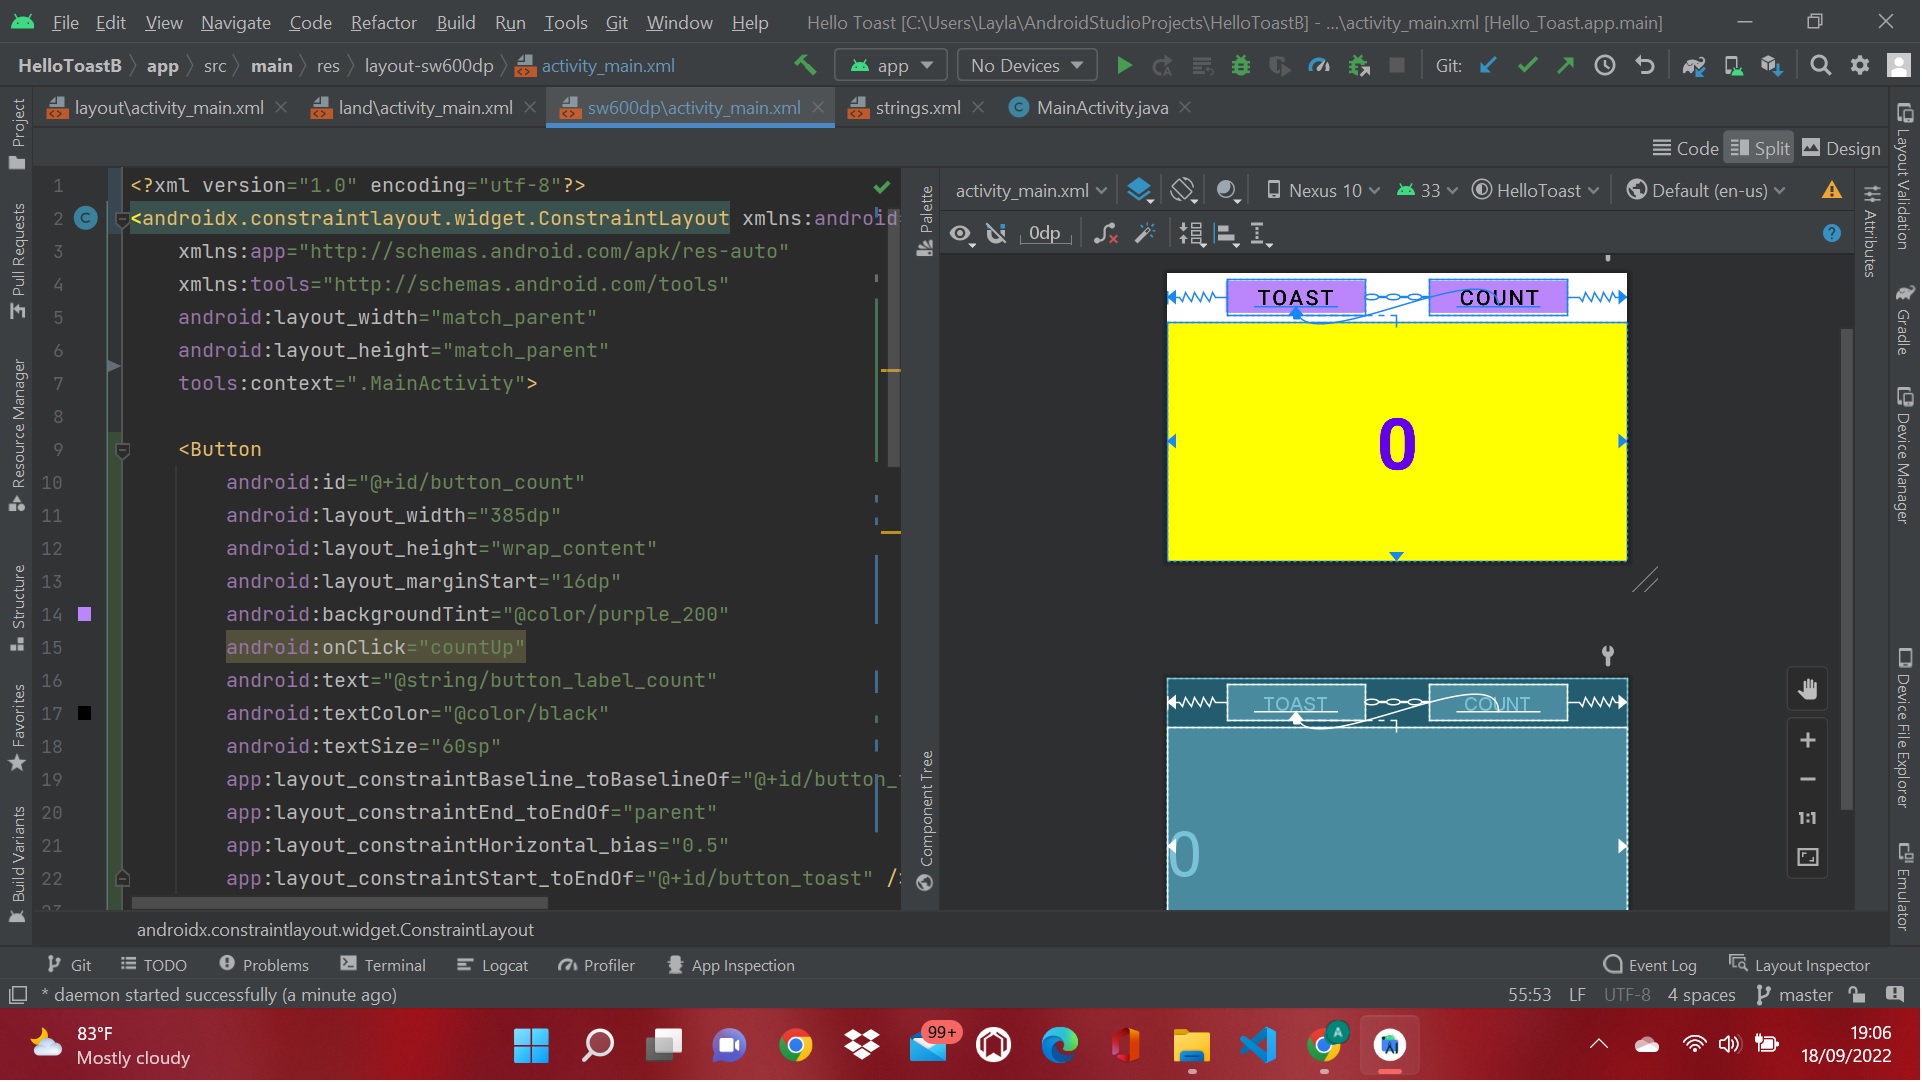 File Edit View Navigate Code Refactor Build Run Tools Git Window Help Hello Toast [C:\Users\Layla\AndroidStudioProjects\HelloToastB] - ...\activity_main.xml [Hello_Toast.app.main]
HelloToastB app src main res layout-sw600dp activity_main.xml app No Devices Git:
layout\activity_main.xml land\activity_main.xml sw600dp\activity_main.xml strings.xml MainActivity.java
Code Split Design
activity_main.xml Nexus 10 33 HelloToast Default (en-us)
0dp
1 <?xml version="1.0" encoding="utf-8"?>
2 <androidx.constraintlayout.widget.ConstraintLayout xmlns:android
3 xmlns:app="http://schemas.android.com/apk/res-auto"
4 xmlns:tools="http://schemas.android.com/tools"
5 android:layout_width="match_parent"
6 android:layout_height="match_parent"
7 tools:context=".MainActivity">
8
9 <Button
10 android:id="@+id/button_count"
11 android:layout_width="385dp"
12 android:layout_height="wrap_content"
13 android:layout_marginStart="16dp"
14 android:backgroundTint="@color/purple_200"
15 android:onClick="countUp"
16 android:text="@string/button_label_count"
17 android:textColor="@color/black"
18 android:textSize="60sp"
19 app:layout_constraintBaseline_toBaselineOf="@+id/button_
20 app:layout_constraintEnd_toEndOf="parent"
21 app:layout_constraintHorizontal_bias="0.5"
22 app:layout_constraintStart_toEndOf="@+id/button_toast" />
androidx.constraintlayout.widget.ConstraintLayout
Project
Pull Requests
Resource Manager
Structure
Favorites
Build Variants
Palette
Component Tree
TOAST COUNT
0
TOAST COUNT
0
1:1
Attributes
Layout Validation
Gradle
Device Manager
Device File Explorer
Emulator
Git TODO Problems Terminal Logcat Profiler App Inspection Event Log Layout Inspector
* daemon started successfully (a minute ago) 55:53 LF UTF-8 4 spaces master
83°F
Mostly cloudy
99+
A
19:06
18/09/2022